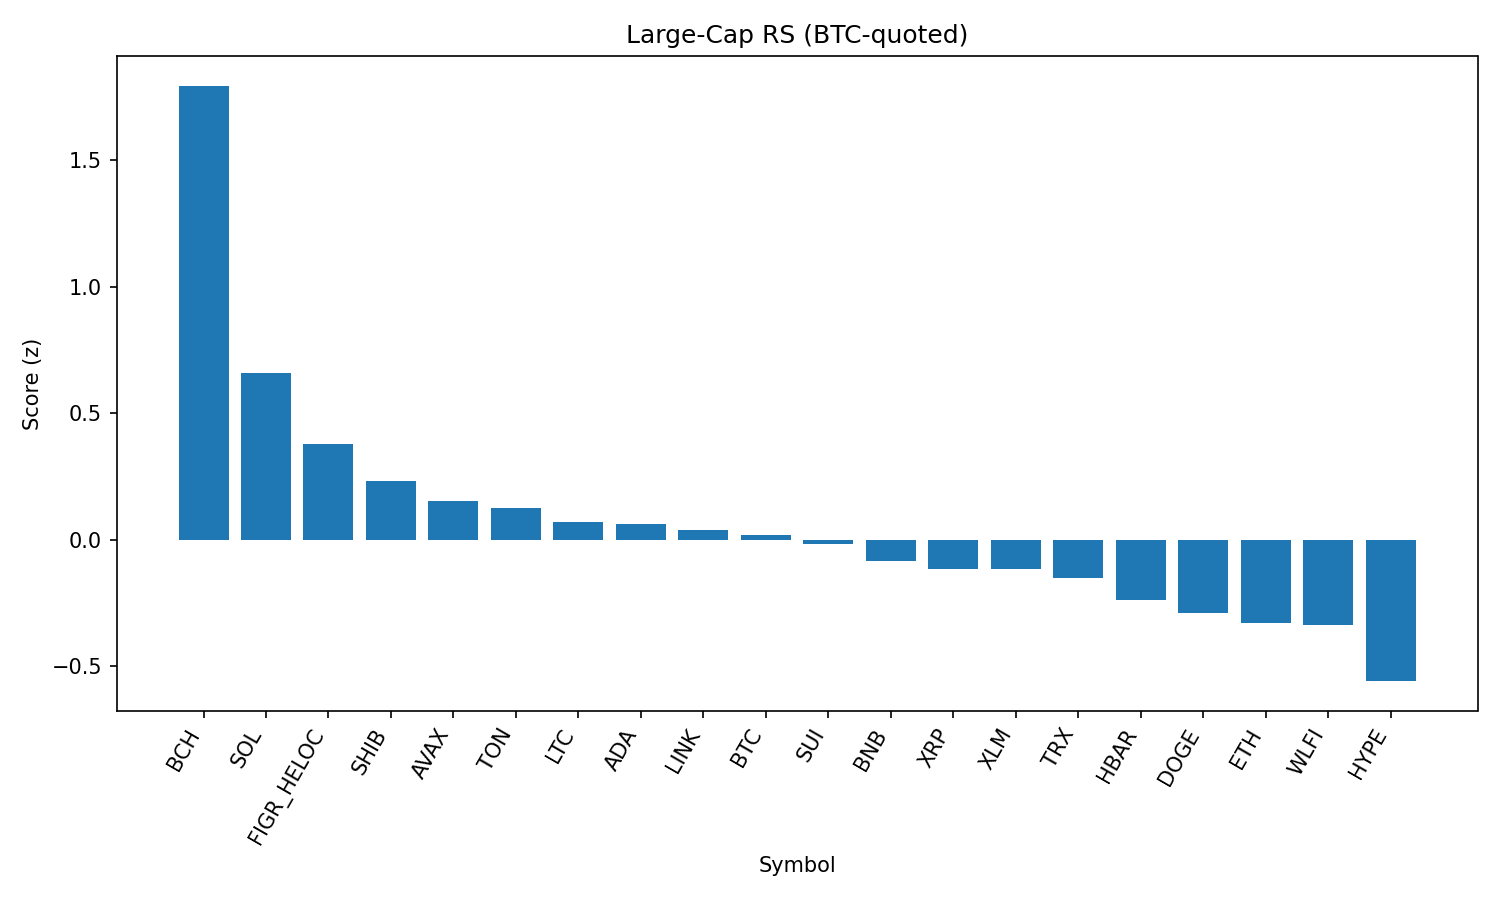 Large-Cap RS (BTC-quoted)
Score (z)
1.5
1.0
0.5
0.0
−0.5
BCH
SOL
FIGR_HELOC
SHIB
AVAX
TON
LTC
ADA
LINK
BTC
SUI
BNB
XRP
XLM
TRX
HBAR
DOGE
ETH
WLFI
HYPE
Symbol